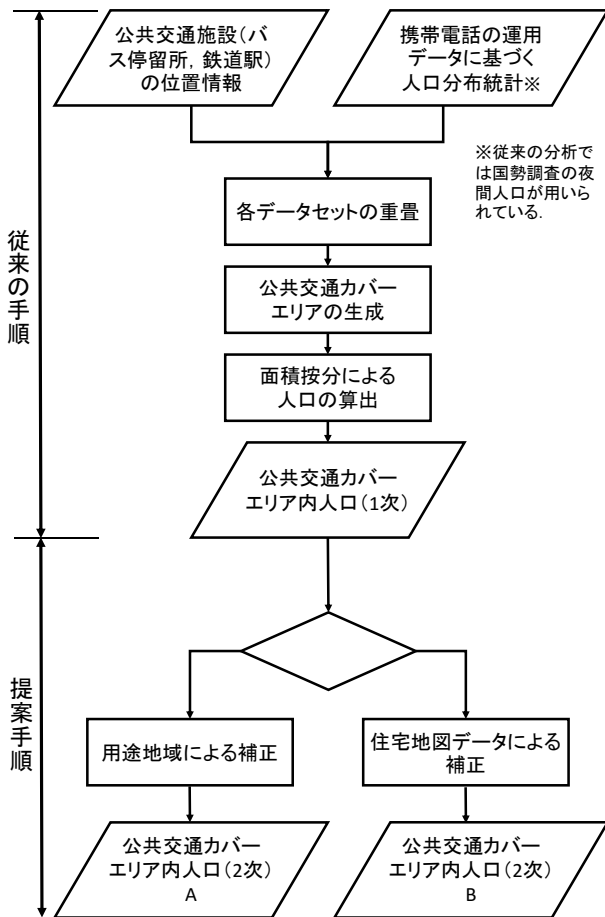 公共交通施設(バ
ス停留所, 鉄道駅)
の位置情報
携帯電話の運用
データに基づく
人口分布統計※
※従来の分析で
は国勢調査の夜
間人口が用いら
れている.
各データセットの重畳
公共交通カバー
エリアの生成
面積按分による
人口の算出
公共交通カバー
エリア内人口(1次)
従来の手順
提案手順
用途地域による補正
住宅地図データによる
補正
公共交通カバー
エリア内人口(2次)
A
公共交通カバー
エリア内人口(2次)
B